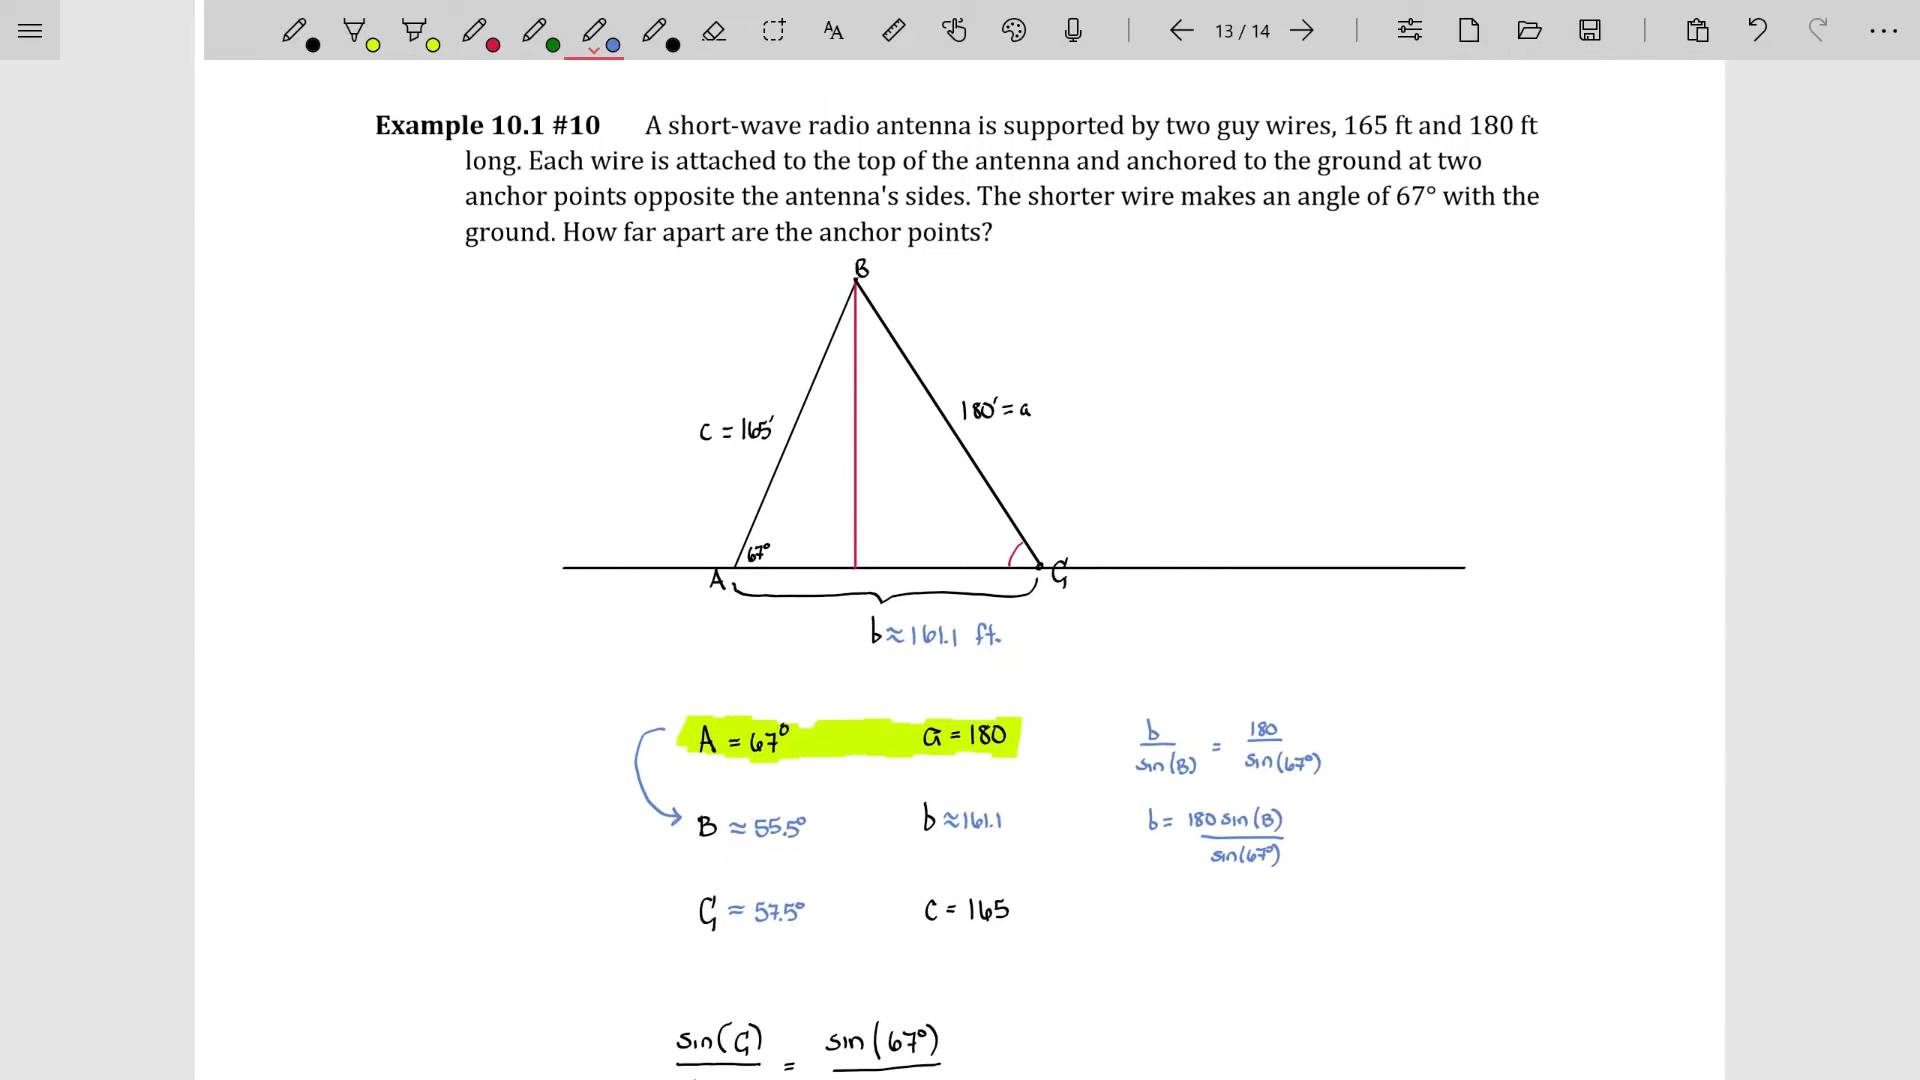 13 / 14
Example 10.1 #10 A short-wave radio antenna is supported by two guy wires, 165 ft and 180 ft
long. Each wire is attached to the top of the antenna and anchored to the ground at two
anchor points opposite the antenna's sides. The shorter wire makes an angle of 67° with the
ground. How far apart are the anchor points?
B
180' = a
c = 165'
67°
A C
b ≈ 161.1 ft.
A = 67° a = 180
b/sin(B) = 180/sin(67°)
B ≈ 55.5° b ≈ 161.1
b = 180 sin(B)/sin(67°)
C ≈ 57.5° c = 165
sin(C) = sin(67°)